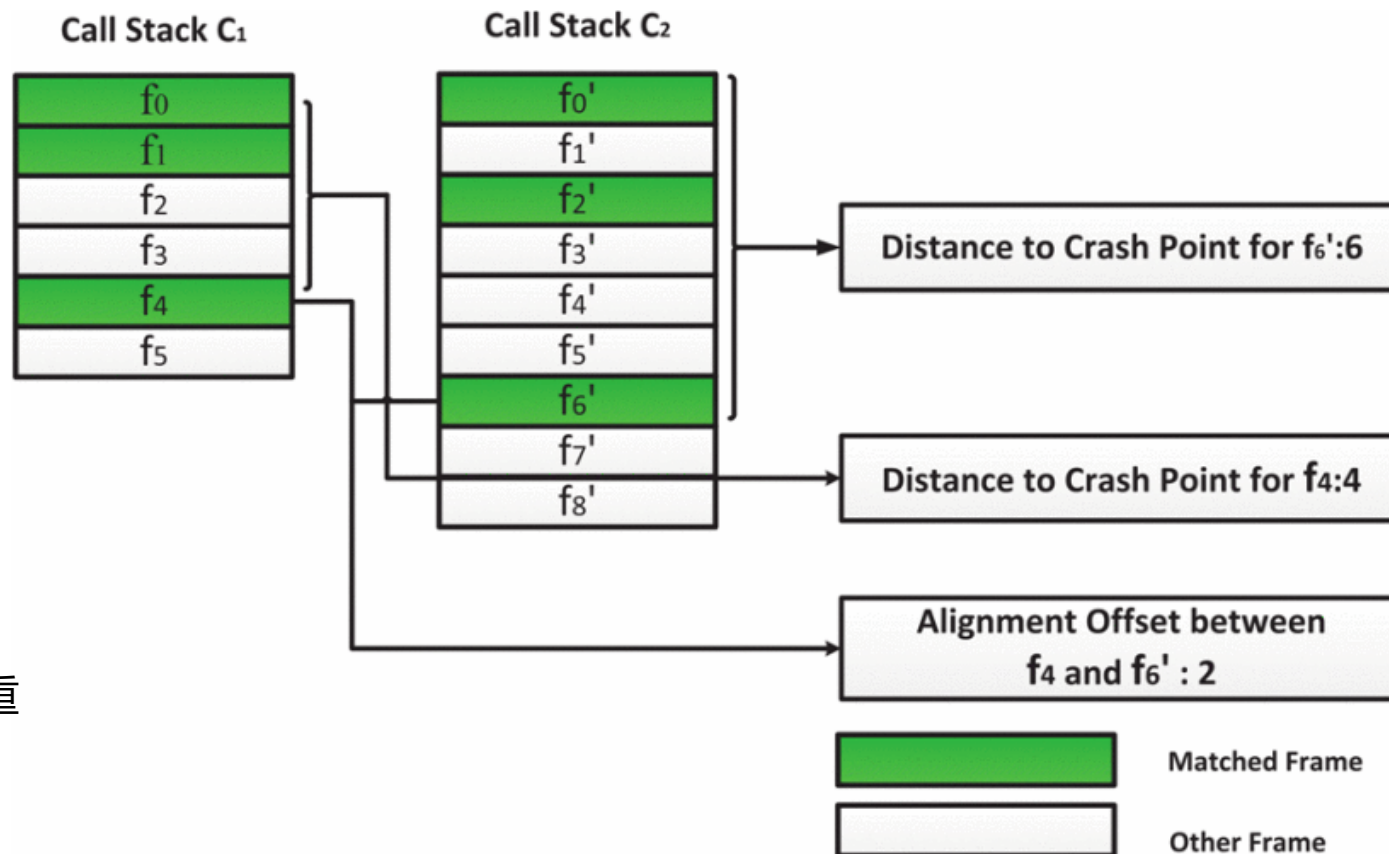 Call Stack C₁
f₀
f₁
f₂
f₃
f₄
f₅
Call Stack C₂
f₀'
f₁'
f₂'
f₃'
f₄'
f₅'
f₆'
f₇'
f₈'
Distance to Crash Point for f₆':6
Distance to Crash Point for f₄:4
Alignment Offset between
f₄ and f₆' : 2
Matched Frame
Other Frame